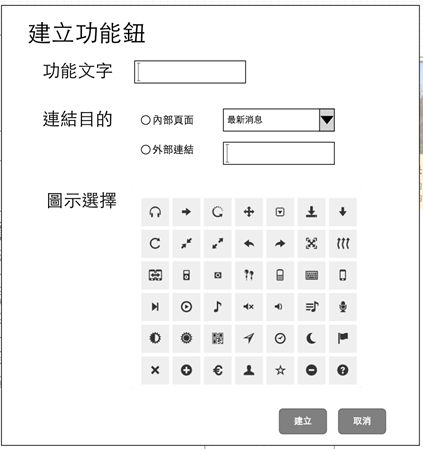 建立功能鈕
功能文字
連結目的
內部頁面
最新消息
外部連結
圖示選擇
建立
取消